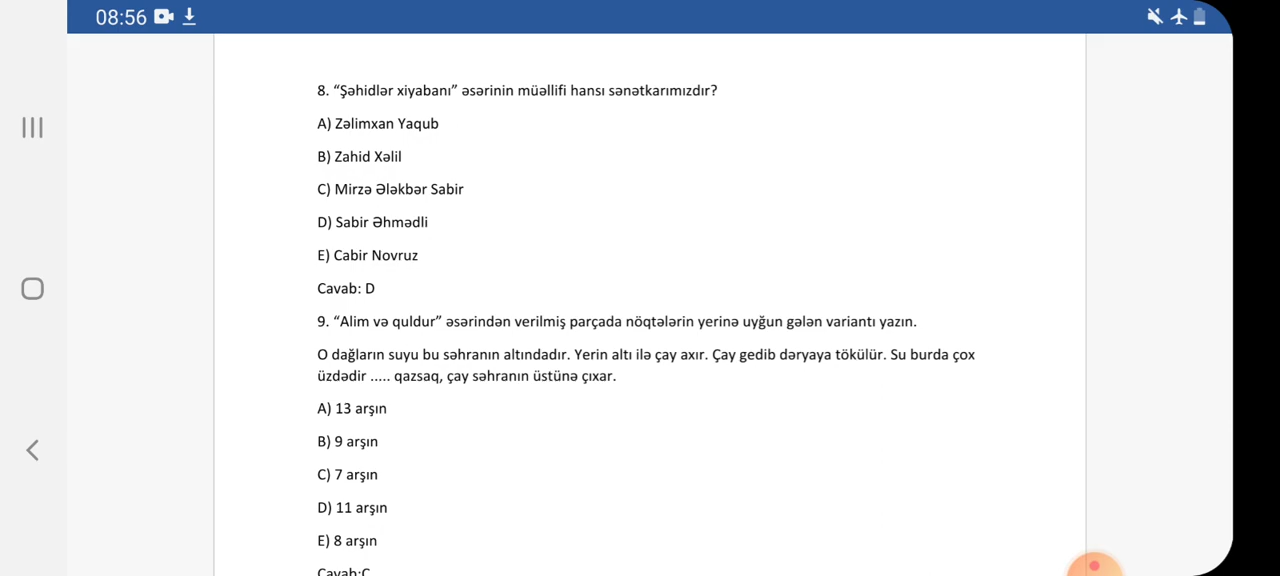 08:56
8. “Şəhidlər xiyabanı” əsərinin müəllifi hansı sənətkarımızdır?
A) Zəlimxan Yaqub
B) Zahid Xəlil
C) Mirzə Ələkbər Sabir
D) Sabir Əhmədli
E) Cabir Novruz
Cavab: D
9. “Alim və quldur” əsərindən verilmiş parçada nöqtələrin yerinə uyğun gələn variantı yazın.
O dağların suyu bu səhranın altındadır. Yerin altı ilə çay axır. Çay gedib dəryaya tökülür. Su burda çox
üzdədir ..... qazsaq, çay səhranın üstünə çıxar.
A) 13 arşın
B) 9 arşın
C) 7 arşın
D) 11 arşın
E) 8 arşın
Cavab:C